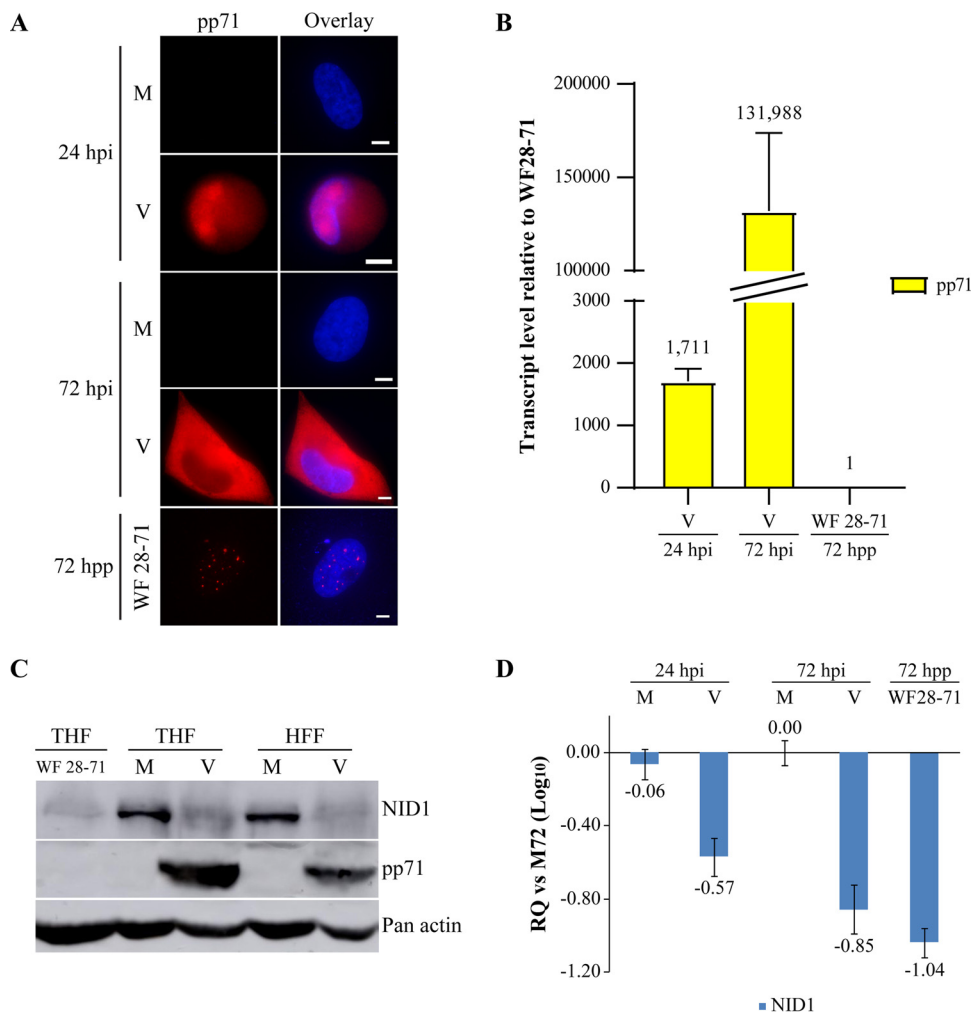 A
pp71 Overlay
24 hpi
M
V
72 hpi
M
V
72 hpp
WF 28-71
B
Transcript level relative to WF28-71
200000
150000
100000
3000
2000
1000
0
131,988
1,711
1
pp71
V V WF 28-71
24 hpi 72 hpi 72 hpp
C
THF THF HFF
WF 28-71 M V M V
NID1
pp71
Pan actin
D
24 hpi 72 hpi 72 hpp
M V M V WF28-71
RQ vs M72 (Log10)
0.00
-0.40
-0.80
-1.20
0.00
-0.06
-0.57
-0.85
-1.04
NID1